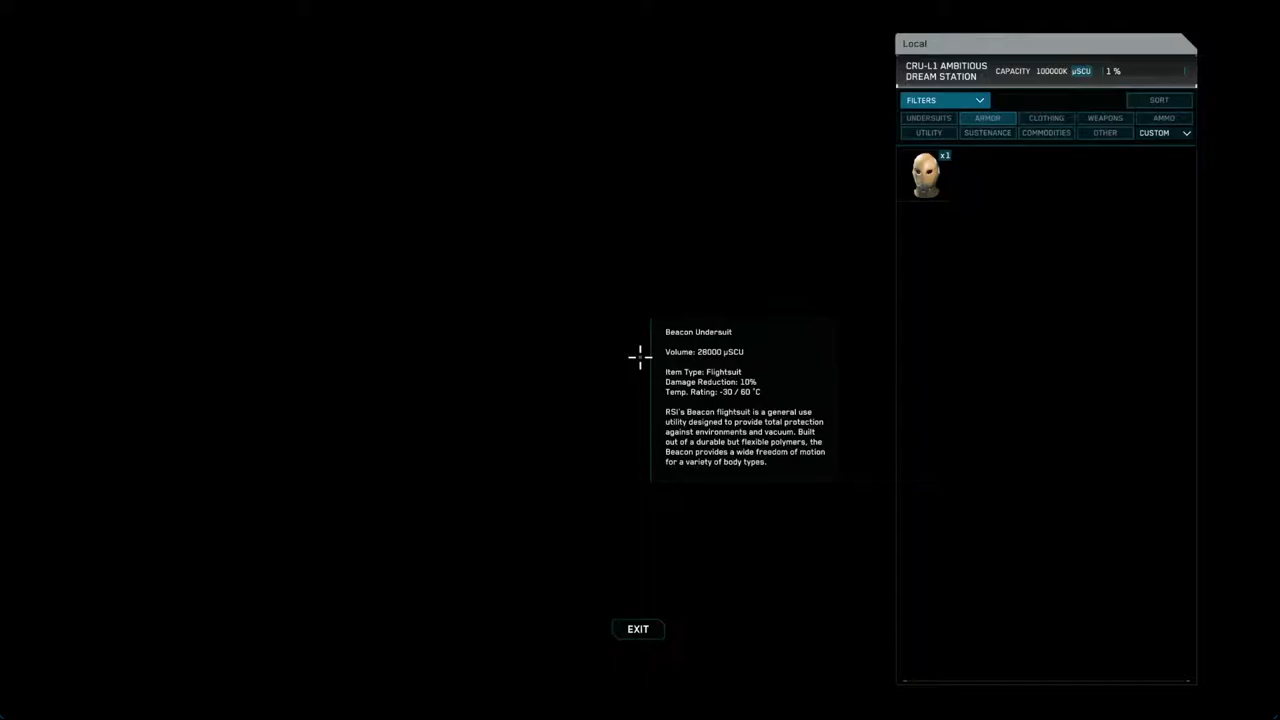 Local
CRU-L1 AMBITIOUS
DREAM STATION
CAPACITY 100000K µSCU 1 %
FILTERS
SORT
UNDERSUITS ARMOR CLOTHING WEAPONS AMMO
UTILITY SUSTENANCE COMMODITIES OTHER CUSTOM
x1
Beacon Undersuit
Volume: 28000 µSCU
Item Type: Flightsuit
Damage Reduction: 10%
Temp. Rating: -30 / 60 °C
RSI's Beacon flightsuit is a general use
utility designed to provide total protection
against environments and vacuum. Built
out of a durable but flexible polymers, the
Beacon provides a wide freedom of motion
for a variety of body types.
EXIT